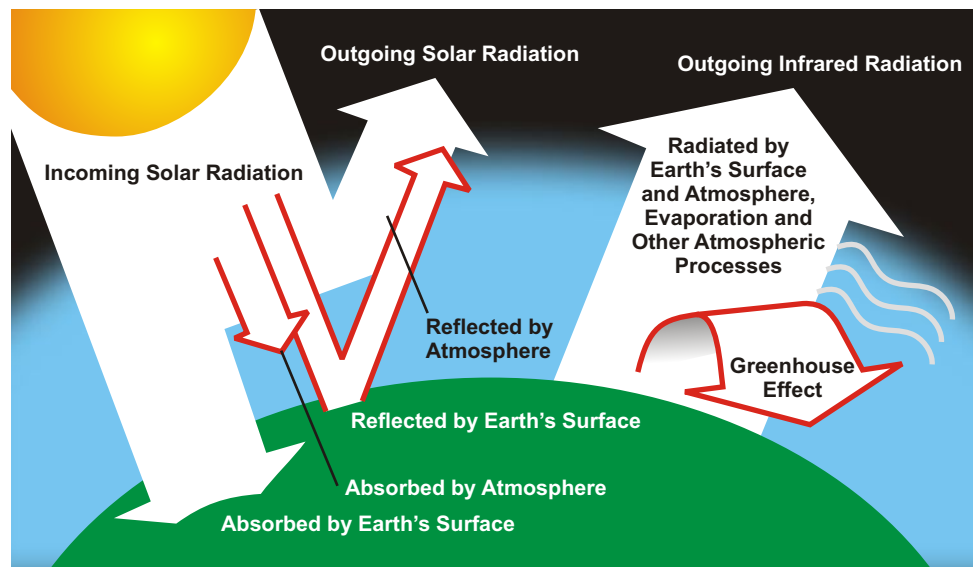 Outgoing Solar Radiation
Outgoing Infrared Radiation
Incoming Solar Radiation
Radiated by
Earth's Surface
and Atmosphere,
Evaporation and
Other Atmospheric
Processes
Reflected by
Atmosphere
Greenhouse
Effect
Reflected by Earth's Surface
Absorbed by Atmosphere
Absorbed by Earth's Surface